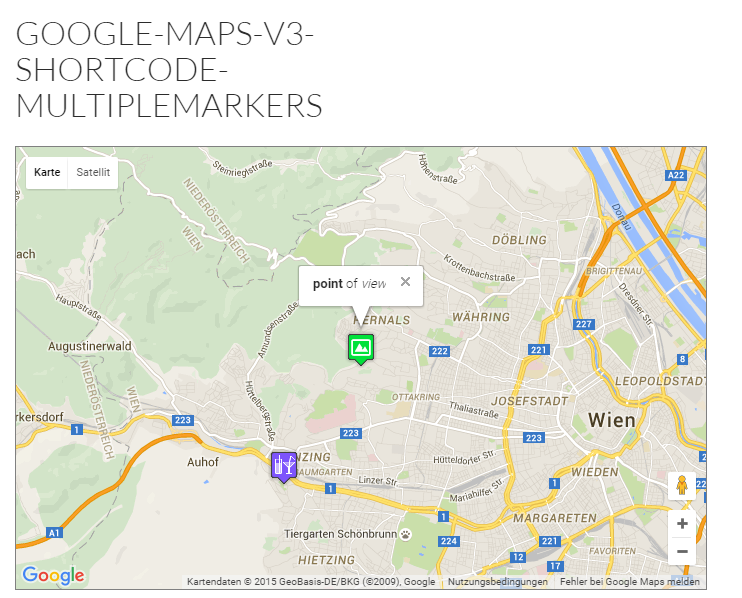 GOOGLE-MAPS-V3-
SHORTCODE-
MULTIPLEMARKERS
Karte
Satellit
Steinriegelstraße
Höhenstraße
A22
NIEDERÖSTERREICH
WIEN
Donau
DÖBLING
ach
Krottenbachstraße
BRIGITTENAU
point of view
Hauptstraße
Amundsenstraße
Dresdner Str.
HERNALS
WÄHRING
227
Augustinerwald
222
221
8
NIEDERÖSTERREICH
WIEN
Hüttelbergstraße
LEOPOLDSTADT
OTTAKRING
JOSEFSTADT
Thaliastraße
rkersdorf
223
1
223
223
Wien
Auhof
NZING
BAUMGARTEN
Hütteldorfer Str.
Linzer Str.
WIEDEN
1
1
Mariahilfer Str.
22
1
MARGARETEN
A1
Tiergarten Schönbrunn
224
221
12
FAVORITEN
HIETZING
17
+
−
Google
Kartendaten © 2015 GeoBasis-DE/BKG (©2009), Google
Nutzungsbedingungen
Fehler bei Google Maps melden